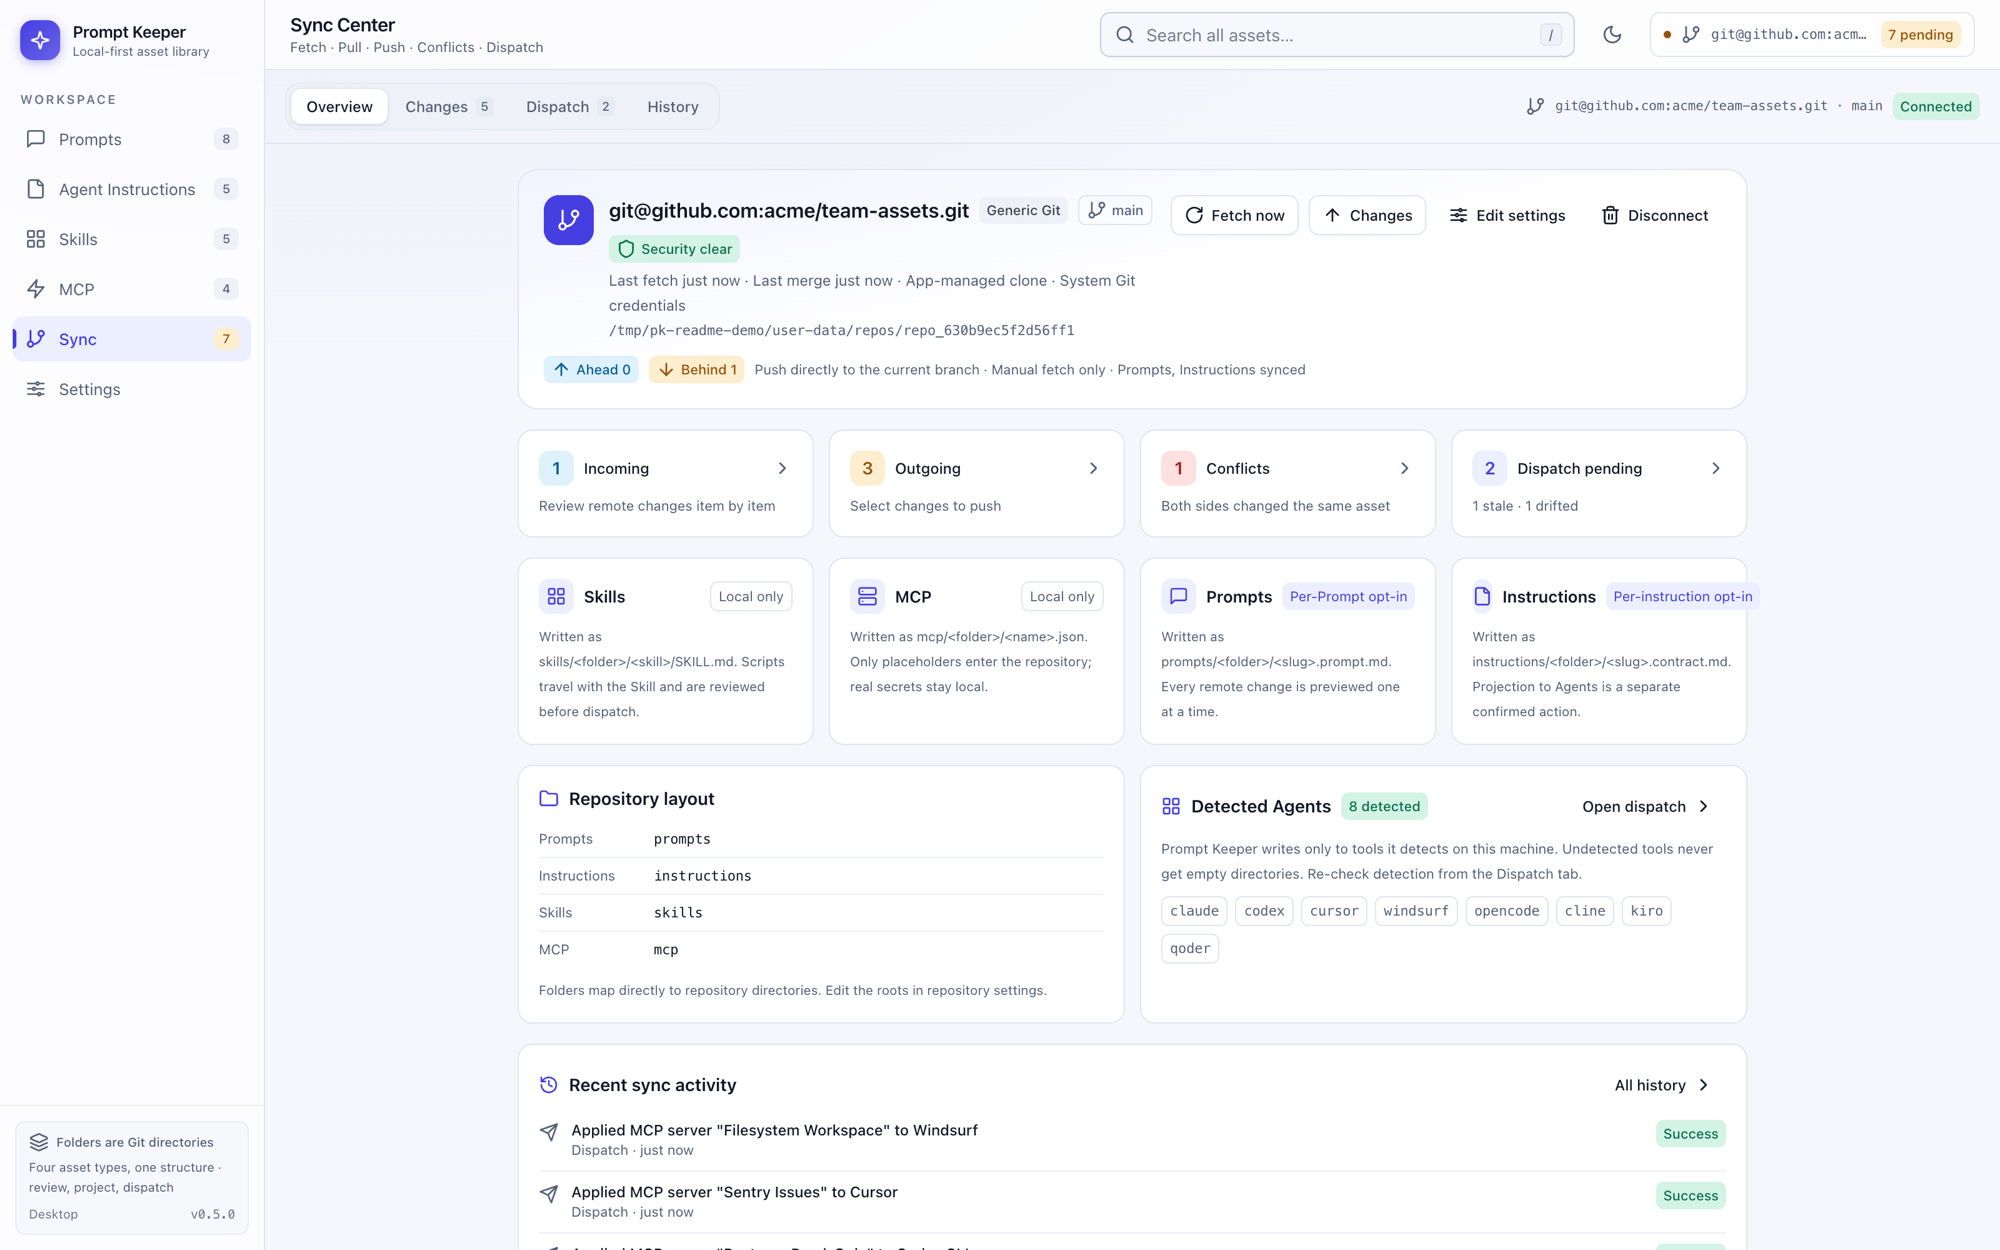 Prompt Keeper
Local-first asset library
WORKSPACE
Prompts 8
Agent Instructions 5
Skills 5
MCP 4
Sync 7
Settings
Folders are Git directories
Four asset types, one structure ·
review, project, dispatch
Desktop v0.5.0
Sync Center
Fetch · Pull · Push · Conflicts · Dispatch
Search all assets... /
git@github.com:acm… 7 pending
Overview Changes 5 Dispatch 2 History
git@github.com:acme/team-assets.git · main Connected
git@github.com:acme/team-assets.git Generic Git main
Fetch now Changes Edit settings Disconnect
Security clear
Last fetch just now · Last merge just now · App-managed clone · System Git
credentials
/tmp/pk-readme-demo/user-data/repos/repo_630b9ec5f2d56ff1
Ahead 0 Behind 1 Push directly to the current branch · Manual fetch only · Prompts, Instructions synced
1 Incoming
Review remote changes item by item
3 Outgoing
Select changes to push
1 Conflicts
Both sides changed the same asset
2 Dispatch pending
1 stale · 1 drifted
Skills Local only
Written as
skills/<folder>/<skill>/SKILL.md. Scripts
travel with the Skill and are reviewed
before dispatch.
MCP Local only
Written as mcp/<folder>/<name>.json.
Only placeholders enter the repository;
real secrets stay local.
Prompts Per-Prompt opt-in
Written as
prompts/<folder>/<slug>.prompt.md.
Every remote change is previewed one
at a time.
Instructions Per-instruction opt-in
Written as
instructions/<folder>/<slug>.contract.md.
Projection to Agents is a separate
confirmed action.
Repository layout
Prompts prompts
Instructions instructions
Skills skills
MCP mcp
Folders map directly to repository directories. Edit the roots in repository settings.
Detected Agents 8 detected Open dispatch
Prompt Keeper writes only to tools it detects on this machine. Undetected tools never
get empty directories. Re-check detection from the Dispatch tab.
claude codex cursor windsurf opencode cline kiro
qoder
Recent sync activity All history
Applied MCP server "Filesystem Workspace" to Windsurf Success
Dispatch · just now
Applied MCP server "Sentry Issues" to Cursor Success
Dispatch · just now